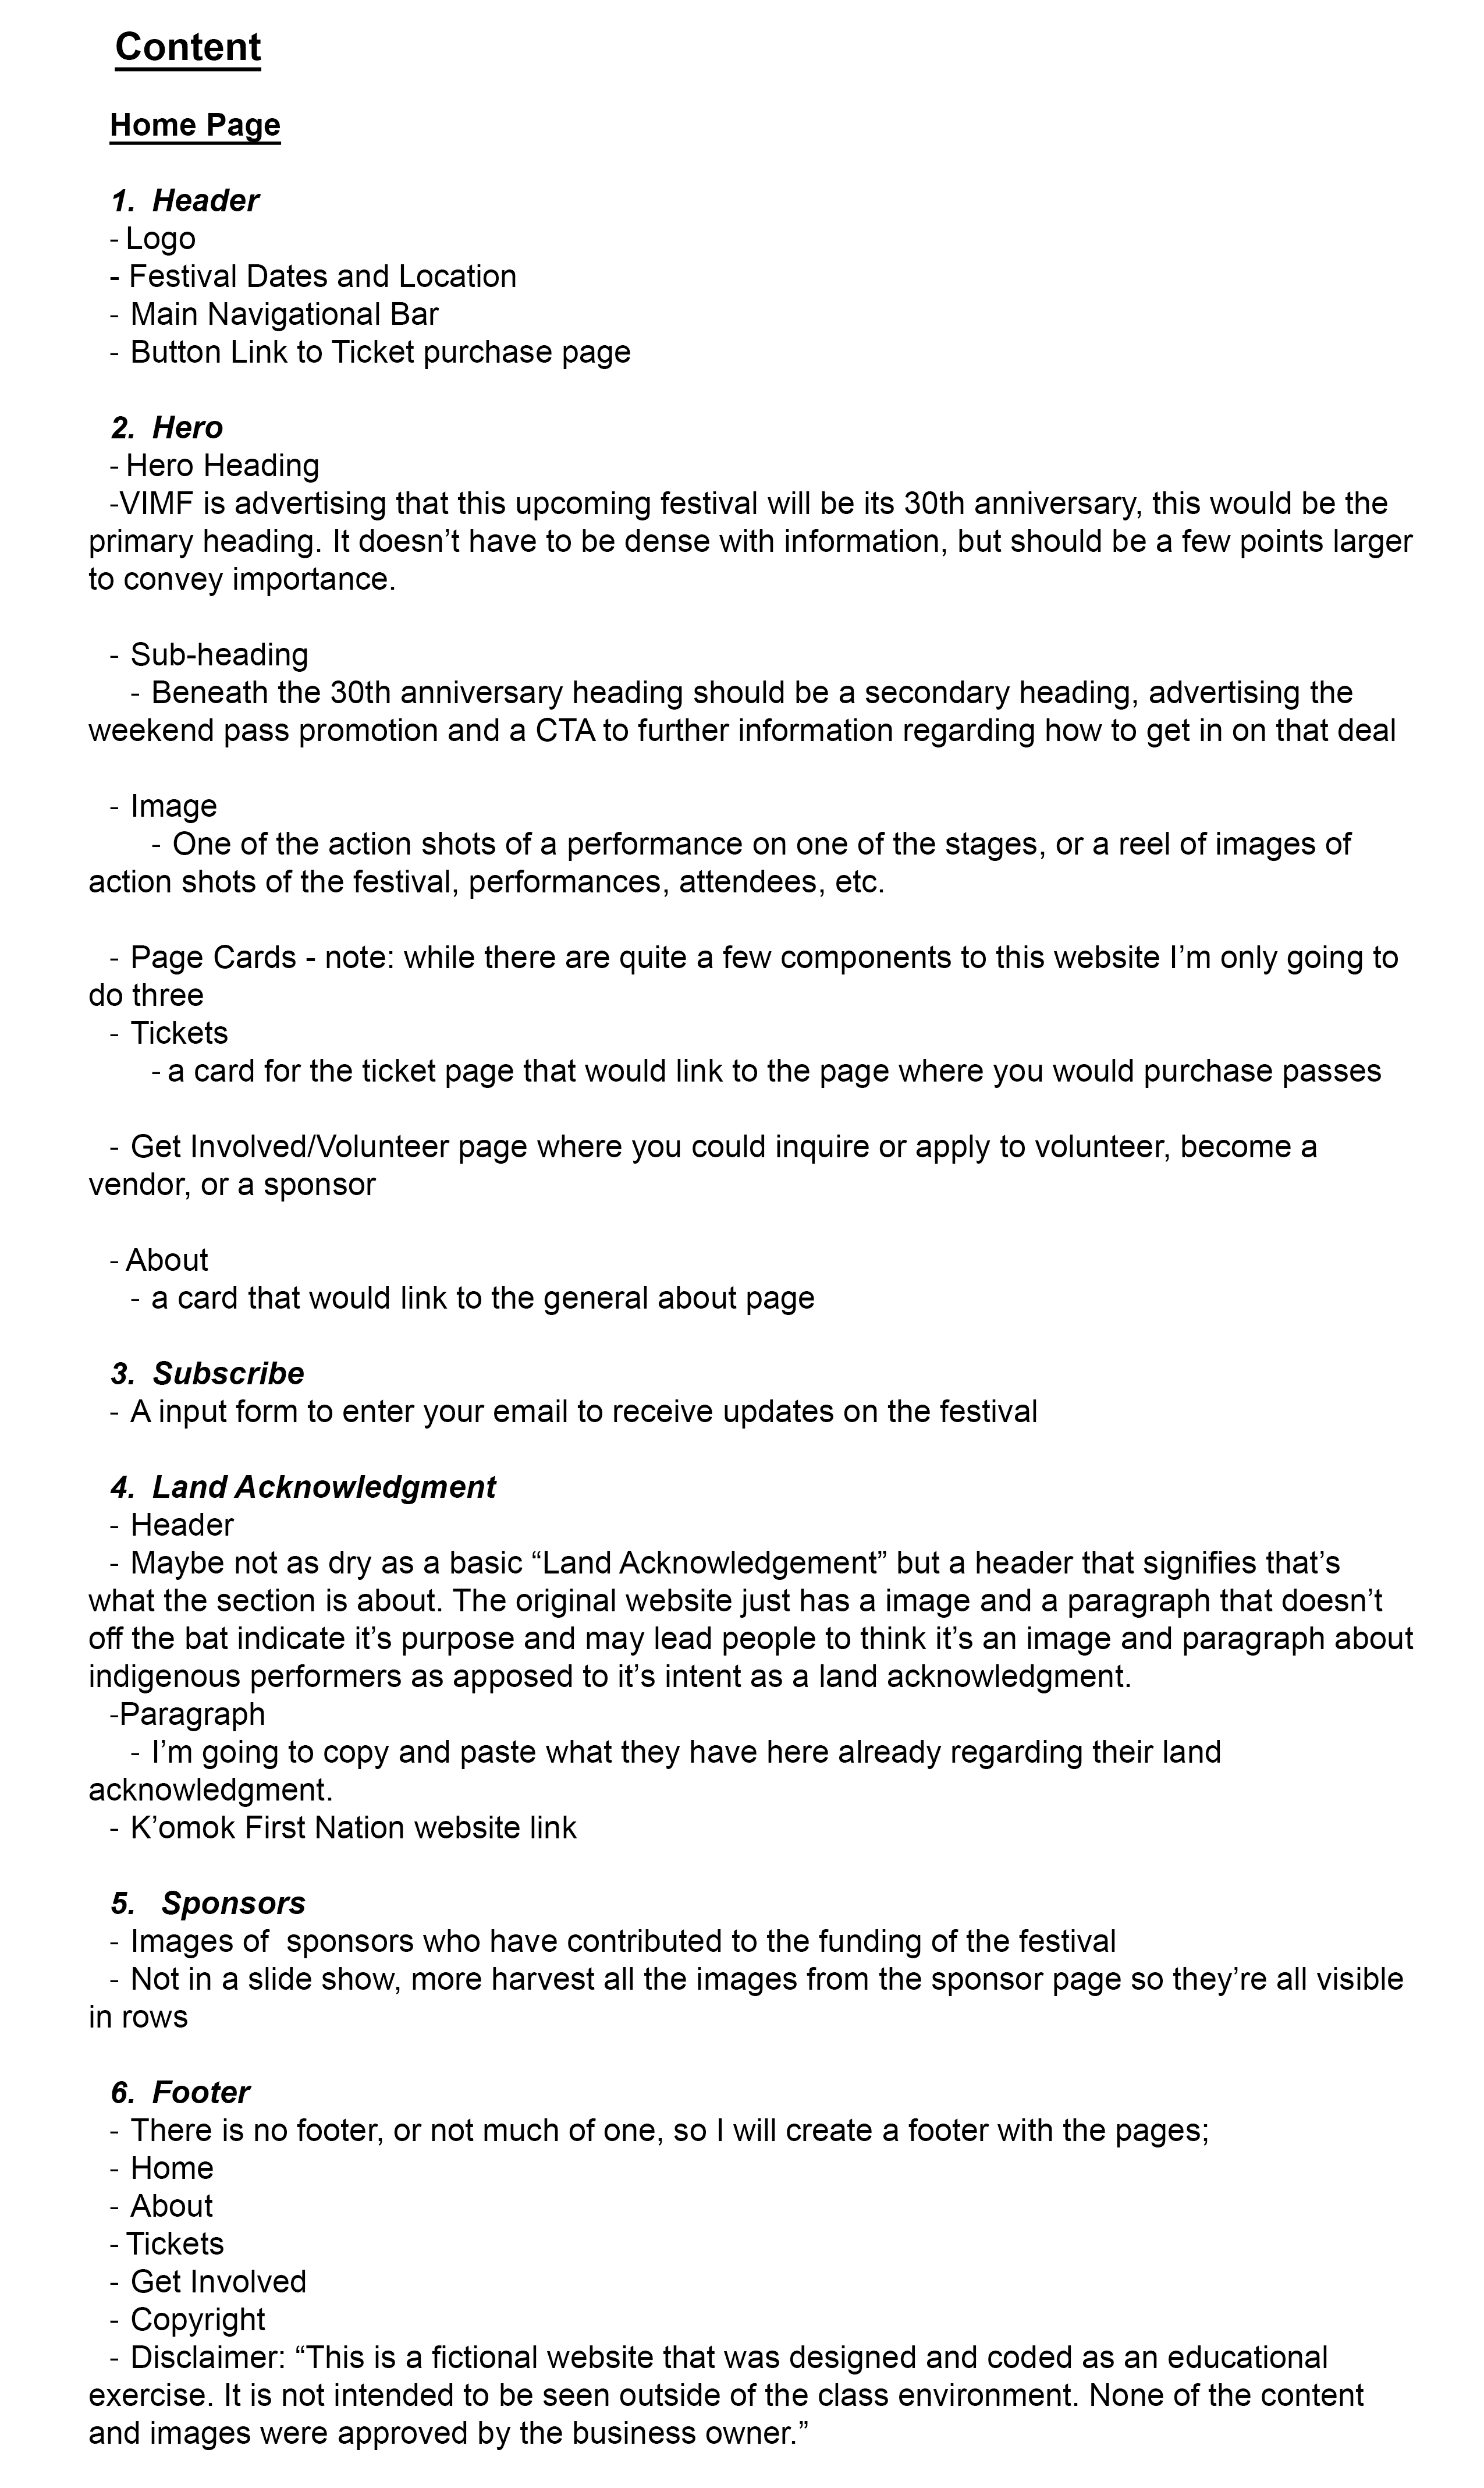 Content
Home Page
1. Header
- Logo
- Festival Dates and Location
- Main Navigational Bar
- Button Link to Ticket purchase page
2. Hero
- Hero Heading
-VIMF is advertising that this upcoming festival will be its 30th anniversary, this would be the
primary heading. It doesn’t have to be dense with information, but should be a few points larger
to convey importance.
- Sub-heading
- Beneath the 30th anniversary heading should be a secondary heading, advertising the
weekend pass promotion and a CTA to further information regarding how to get in on that deal
- Image
- One of the action shots of a performance on one of the stages, or a reel of images of
action shots of the festival, performances, attendees, etc.
- Page Cards - note: while there are quite a few components to this website I’m only going to
do three
- Tickets
- a card for the ticket page that would link to the page where you would purchase passes
- Get Involved/Volunteer page where you could inquire or apply to volunteer, become a
vendor, or a sponsor
- About
- a card that would link to the general about page
3. Subscribe
- A input form to enter your email to receive updates on the festival
4. Land Acknowledgment
- Header
- Maybe not as dry as a basic “Land Acknowledgement” but a header that signifies that’s
what the section is about. The original website just has a image and a paragraph that doesn’t
off the bat indicate it’s purpose and may lead people to think it’s an image and paragraph about
indigenous performers as apposed to it’s intent as a land acknowledgment.
-Paragraph
- I’m going to copy and paste what they have here already regarding their land
acknowledgment.
- K’omok First Nation website link
5. Sponsors
- Images of sponsors who have contributed to the funding of the festival
- Not in a slide show, more harvest all the images from the sponsor page so they’re all visible
in rows
6. Footer
- There is no footer, or not much of one, so I will create a footer with the pages;
- Home
- About
- Tickets
- Get Involved
- Copyright
- Disclaimer: “This is a fictional website that was designed and coded as an educational
exercise. It is not intended to be seen outside of the class environment. None of the content
and images were approved by the business owner.”